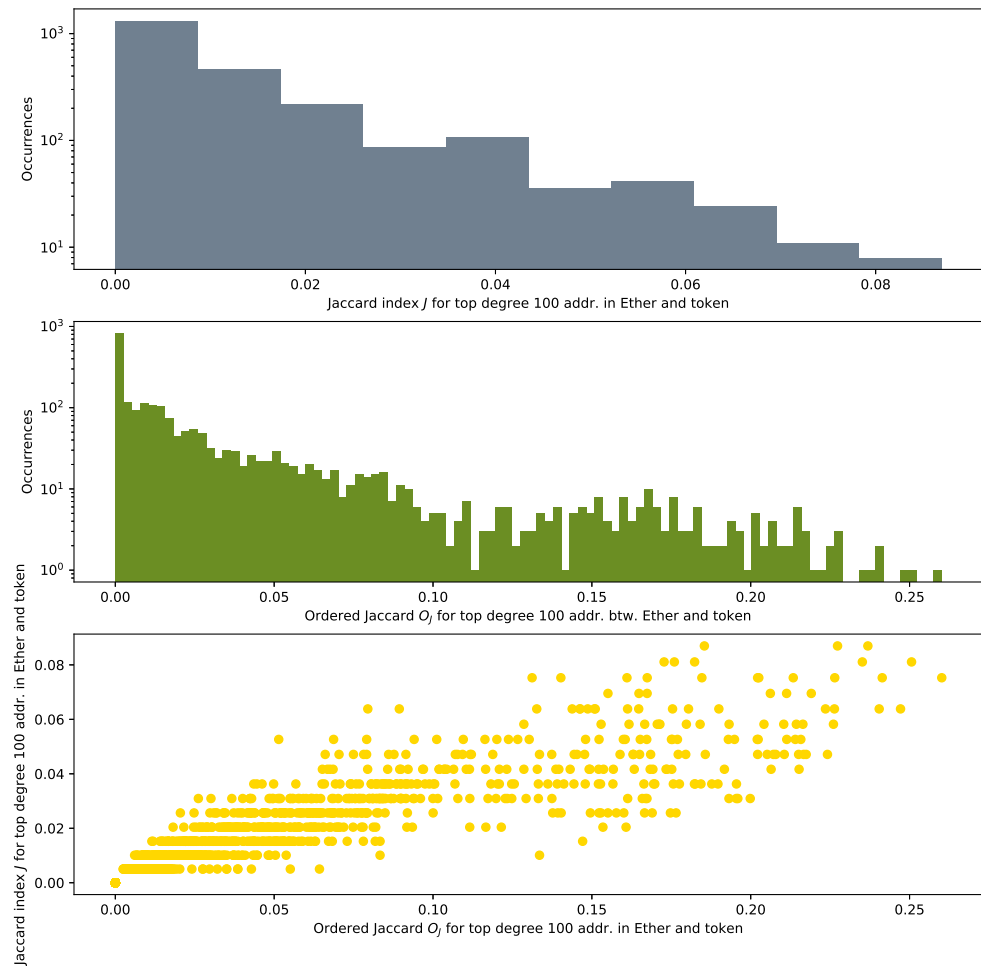 10³
10²
10¹
Occurrences
0.00 0.02 0.04 0.06 0.08
Jaccard index J for top degree 100 addr. in Ether and token
10³
10²
10¹
10⁰
Occurrences
0.00 0.05 0.10 0.15 0.20 0.25
Ordered Jaccard O_J for top degree 100 addr. btw. Ether and token
0.08
0.06
0.04
0.02
0.00
Jaccard index J for top degree 100 addr. in Ether and token
0.00 0.05 0.10 0.15 0.20 0.25
Ordered Jaccard O_J for top degree 100 addr. in Ether and token